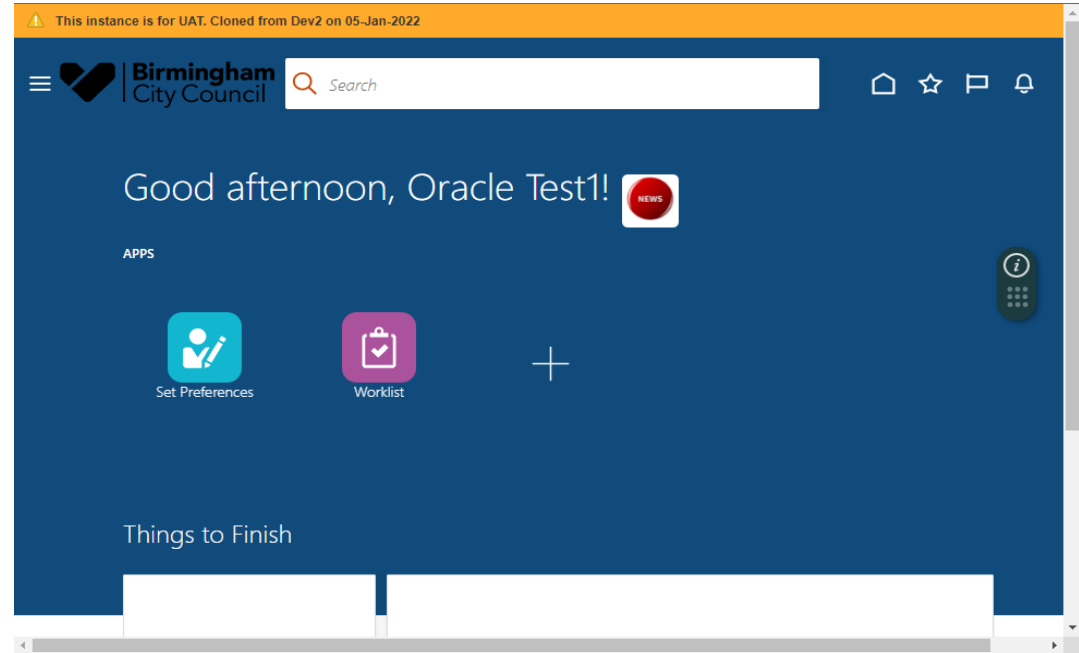 This instance is for UAT. Cloned from Dev2 on 05-Jan-2022
Birmingham
City Council
Search
Good afternoon, Oracle Test1!
NEWS
APPS
Set Preferences
Worklist
Things to Finish